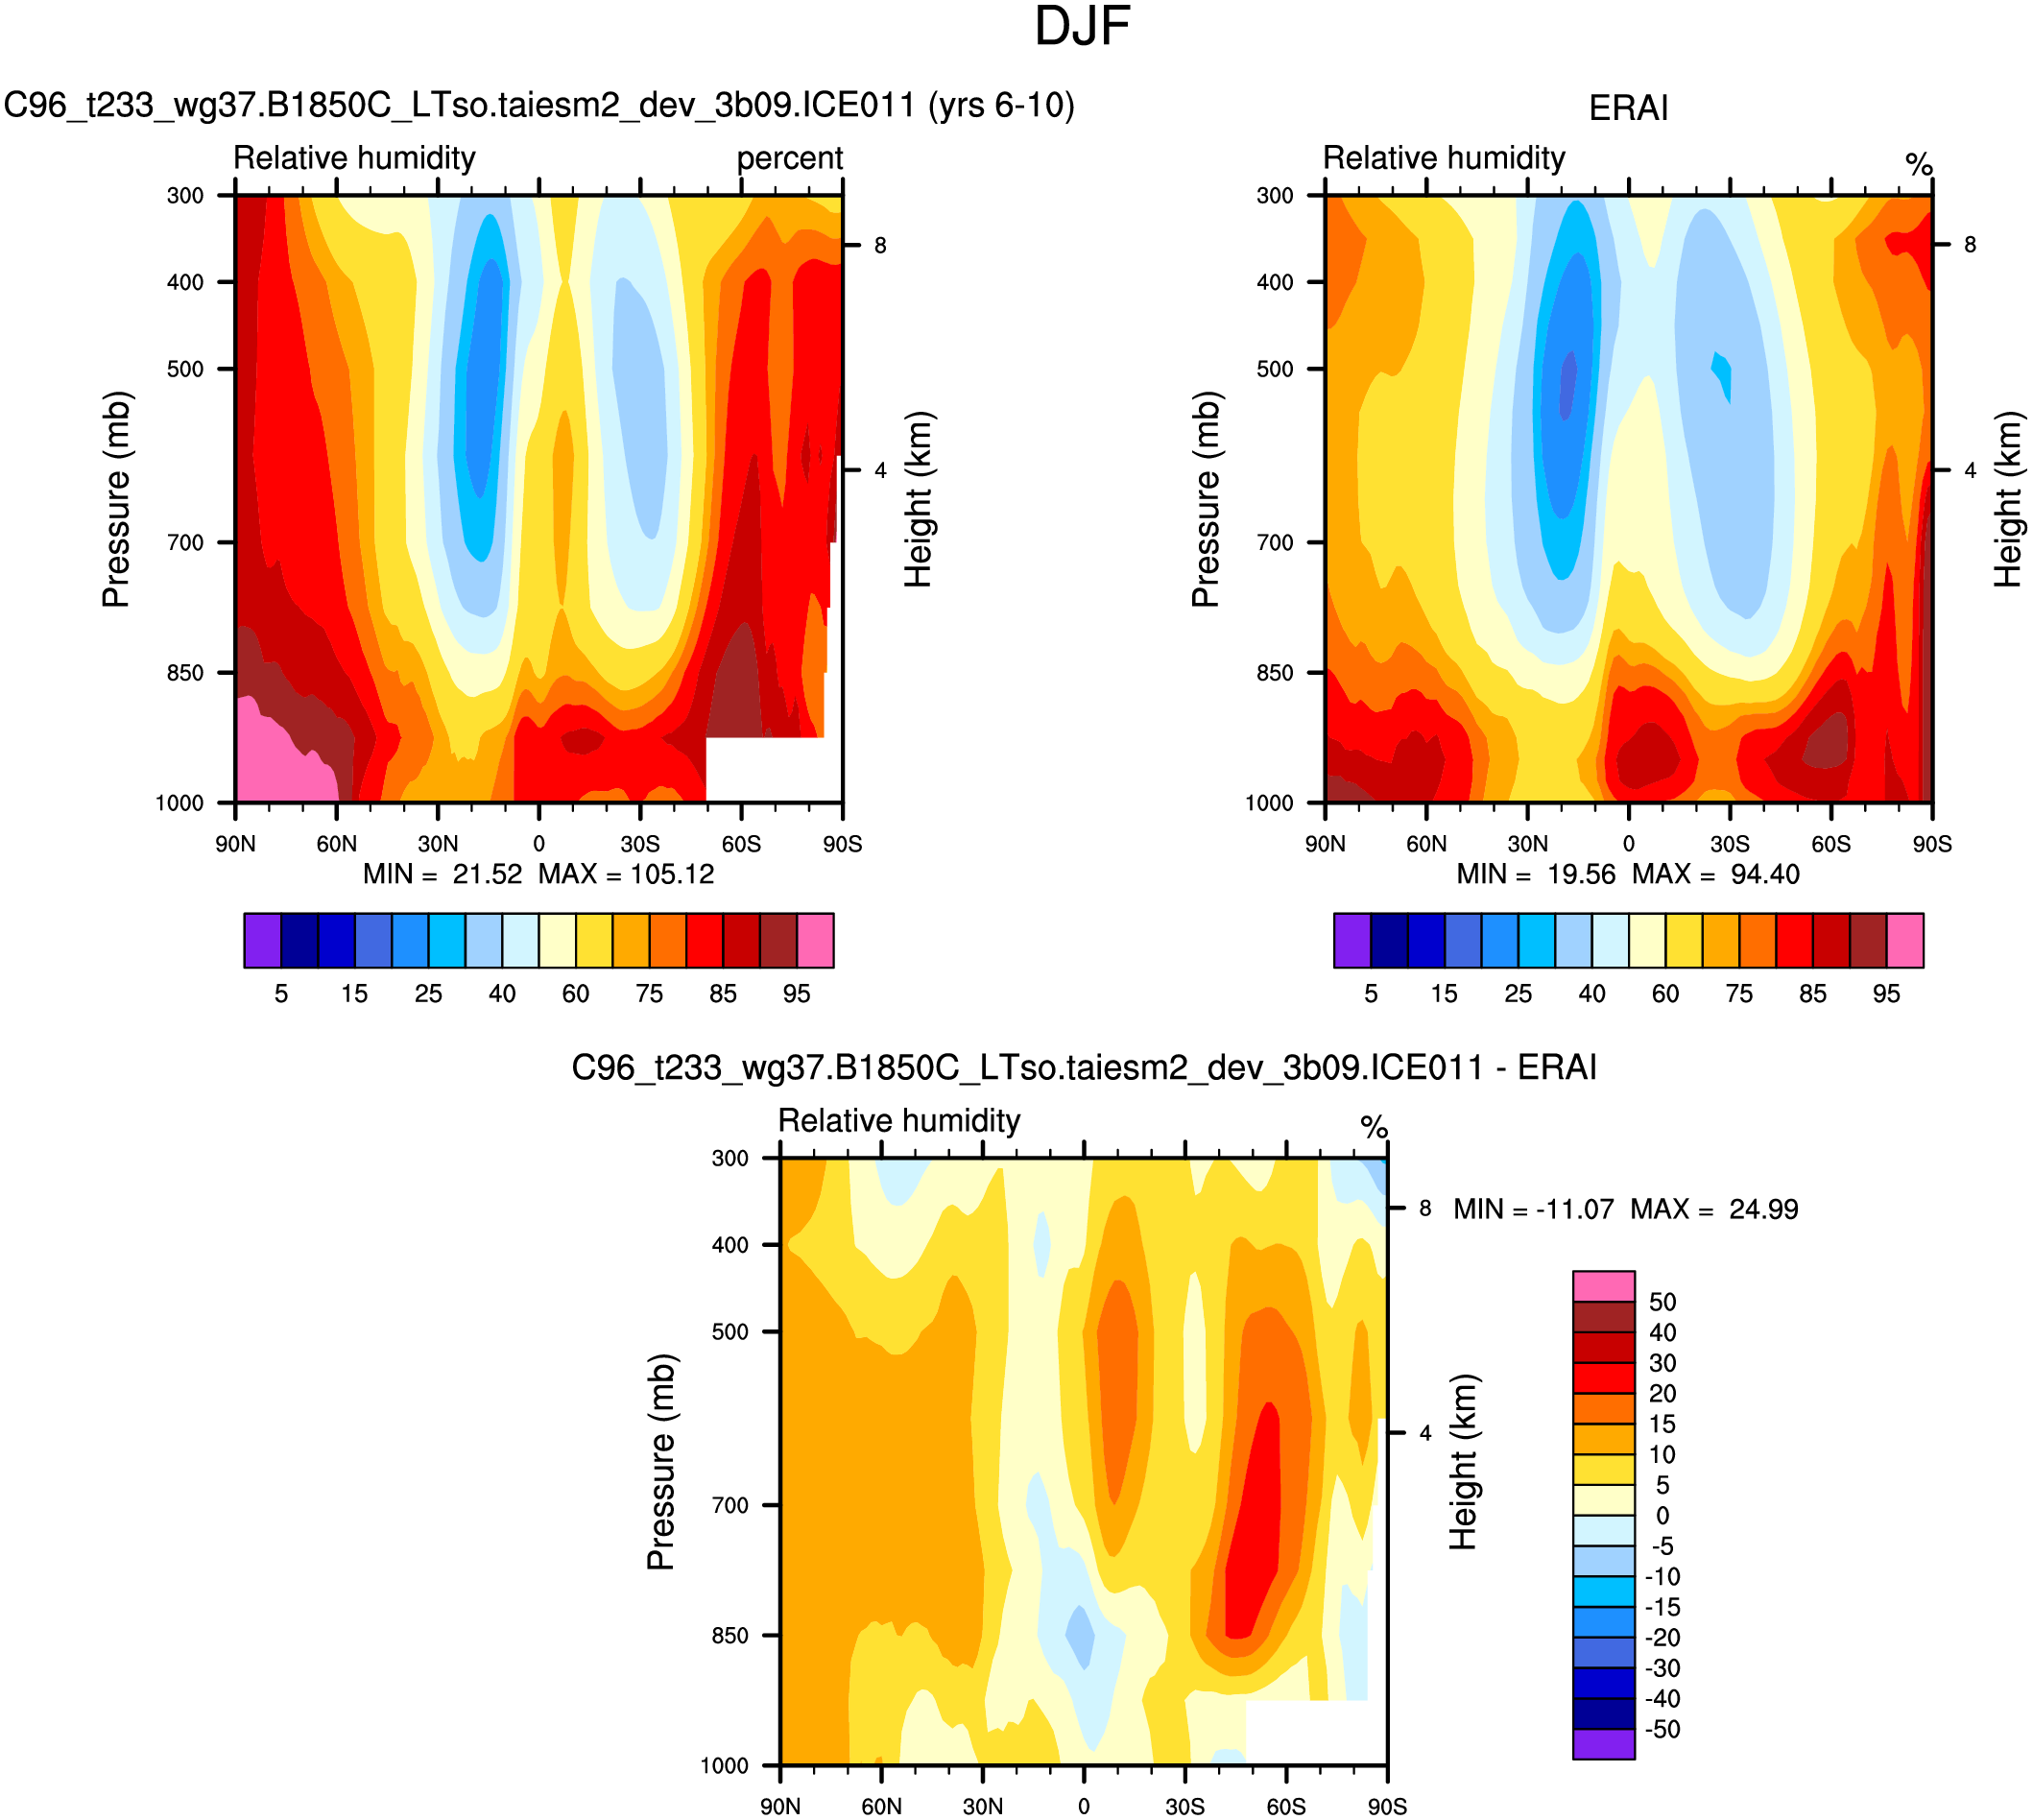 DJF
C96_t233_wg37.B1850C_LTso.taiesm2_dev_3b09.ICE011 (yrs 6-10)
Relative humidity percent
300
400
500
700
850
1000
Pressure (mb)
8
4
Height (km)
90N 60N 30N 0 30S 60S 90S
MIN = 21.52 MAX = 105.12
5 15 25 40 60 75 85 95
ERAI
Relative humidity %
300
400
500
700
850
1000
Pressure (mb)
8
4
Height (km)
90N 60N 30N 0 30S 60S 90S
MIN = 19.56 MAX = 94.40
5 15 25 40 60 75 85 95
C96_t233_wg37.B1850C_LTso.taiesm2_dev_3b09.ICE011 - ERAI
Relative humidity %
300
400
500
700
850
1000
Pressure (mb)
8
4
Height (km)
90N 60N 30N 0 30S 60S 90S
MIN = -11.07 MAX = 24.99
50
40
30
20
15
10
5
0
-5
-10
-15
-20
-30
-40
-50